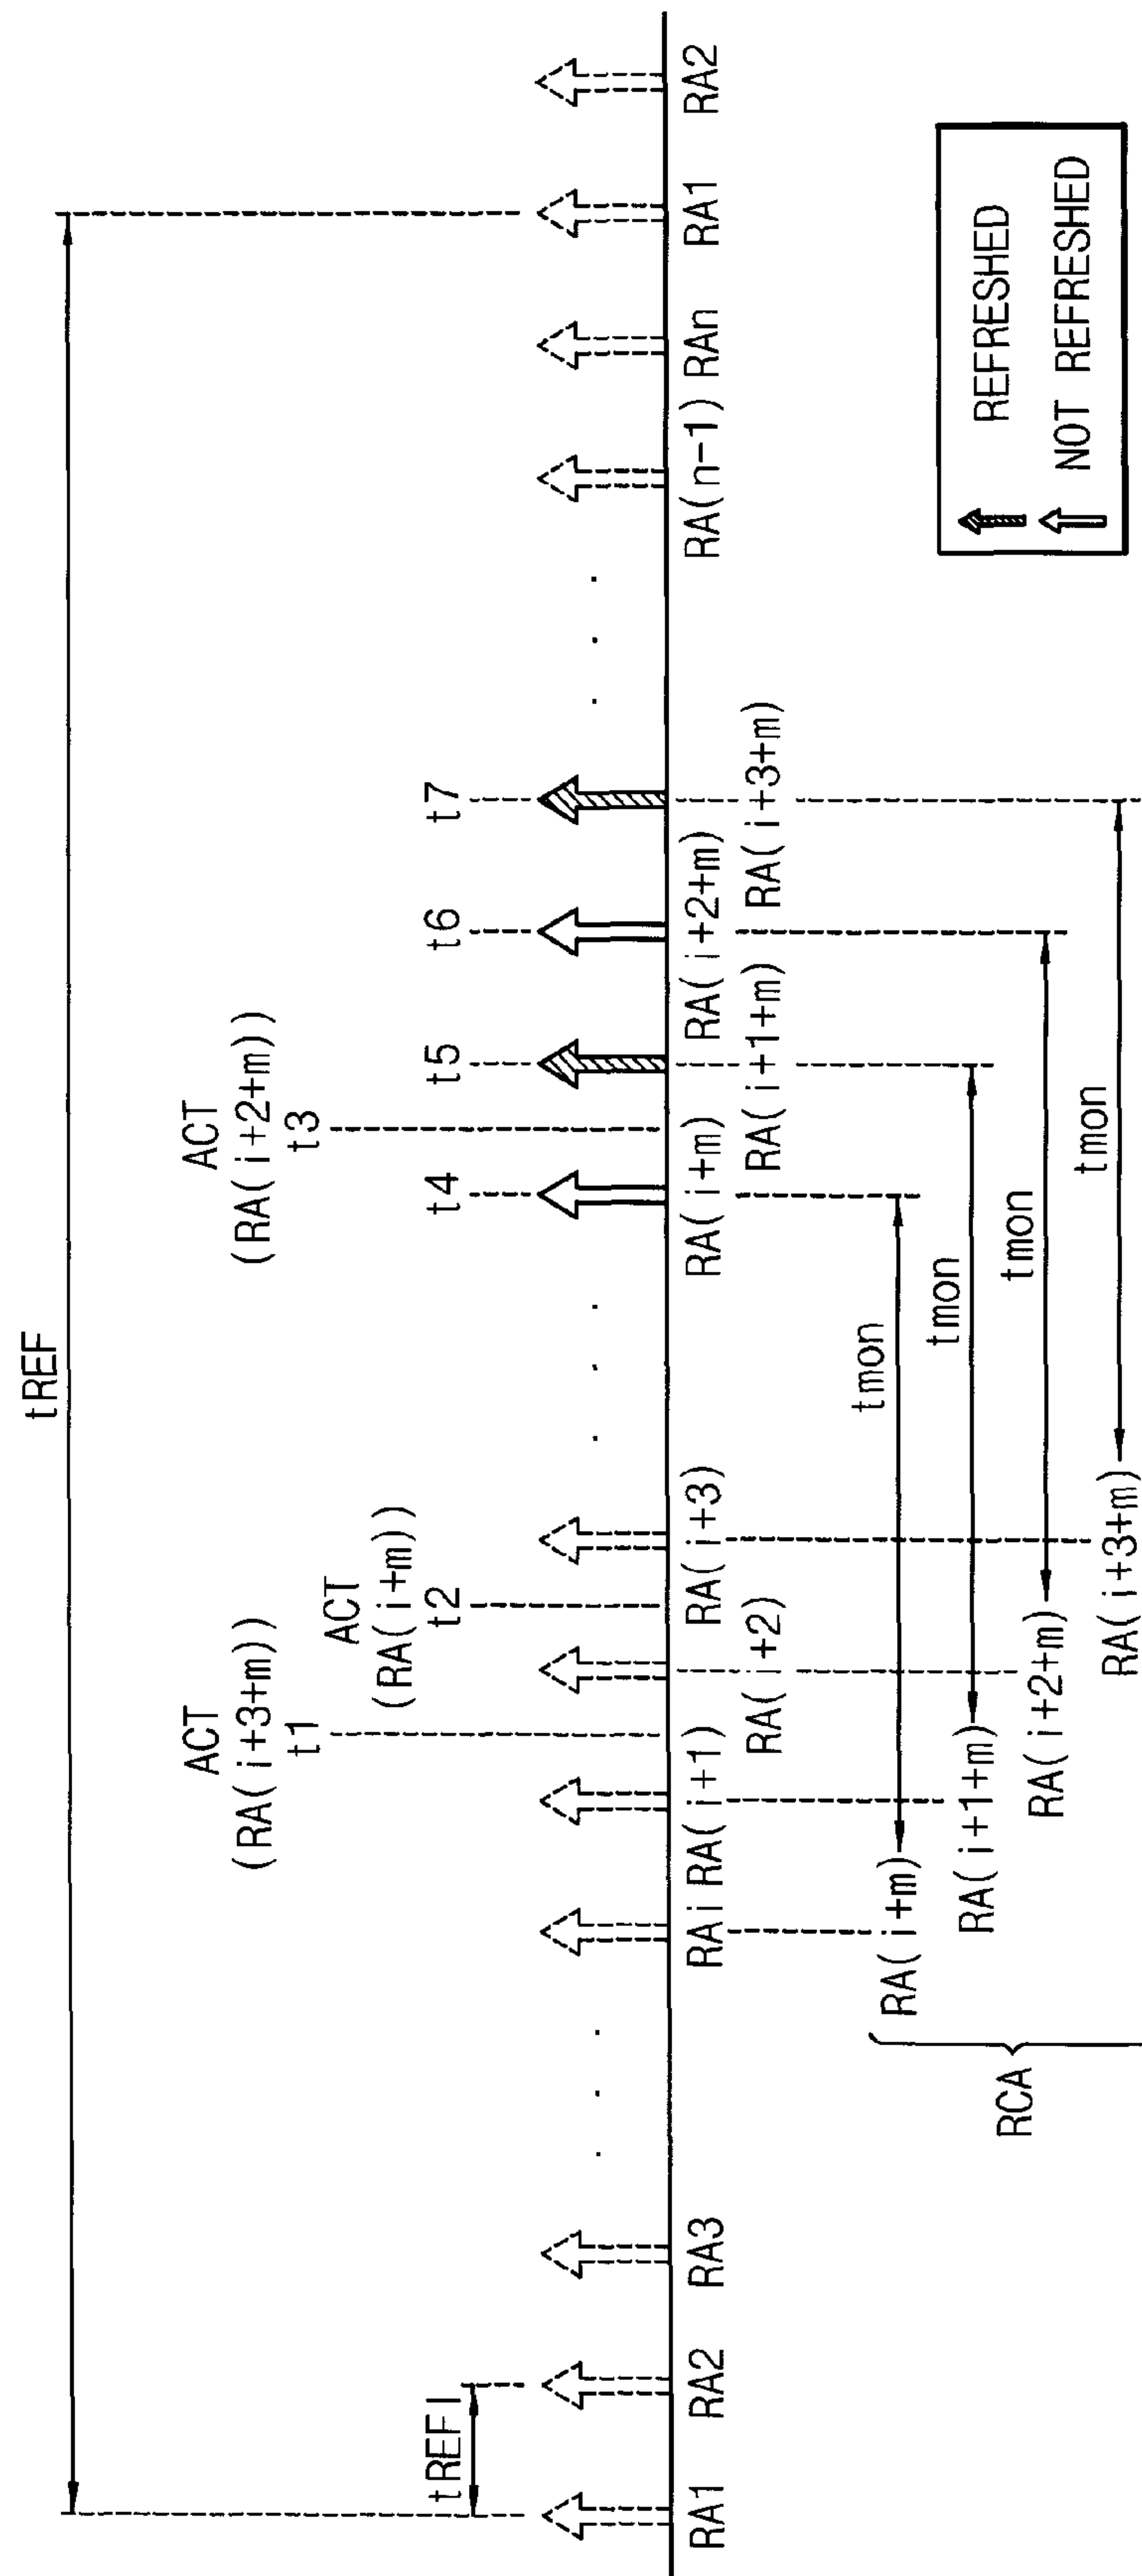 tREF
ACT
(RA(i+3+m))
t1
ACT
(RA(i+m))
t2
ACT
(RA(i+2+m))
t3
tREFI
t4
t5
t6
t7
RA1
RA2
RA3
. . .
RAi
RA(i+1)
RA(i+2)
RA(i+3)
. . .
RA(i+m)
RA(i+1+m)
RA(i+2+m)
RA(i+3+m)
. . .
RA(n-1)
RAn
RA1
RA2
RCA
RA(i+m)
tmon
RA(i+1+m)
tmon
RA(i+2+m)
tmon
RA(i+3+m)
tmon
REFRESHED
NOT REFRESHED